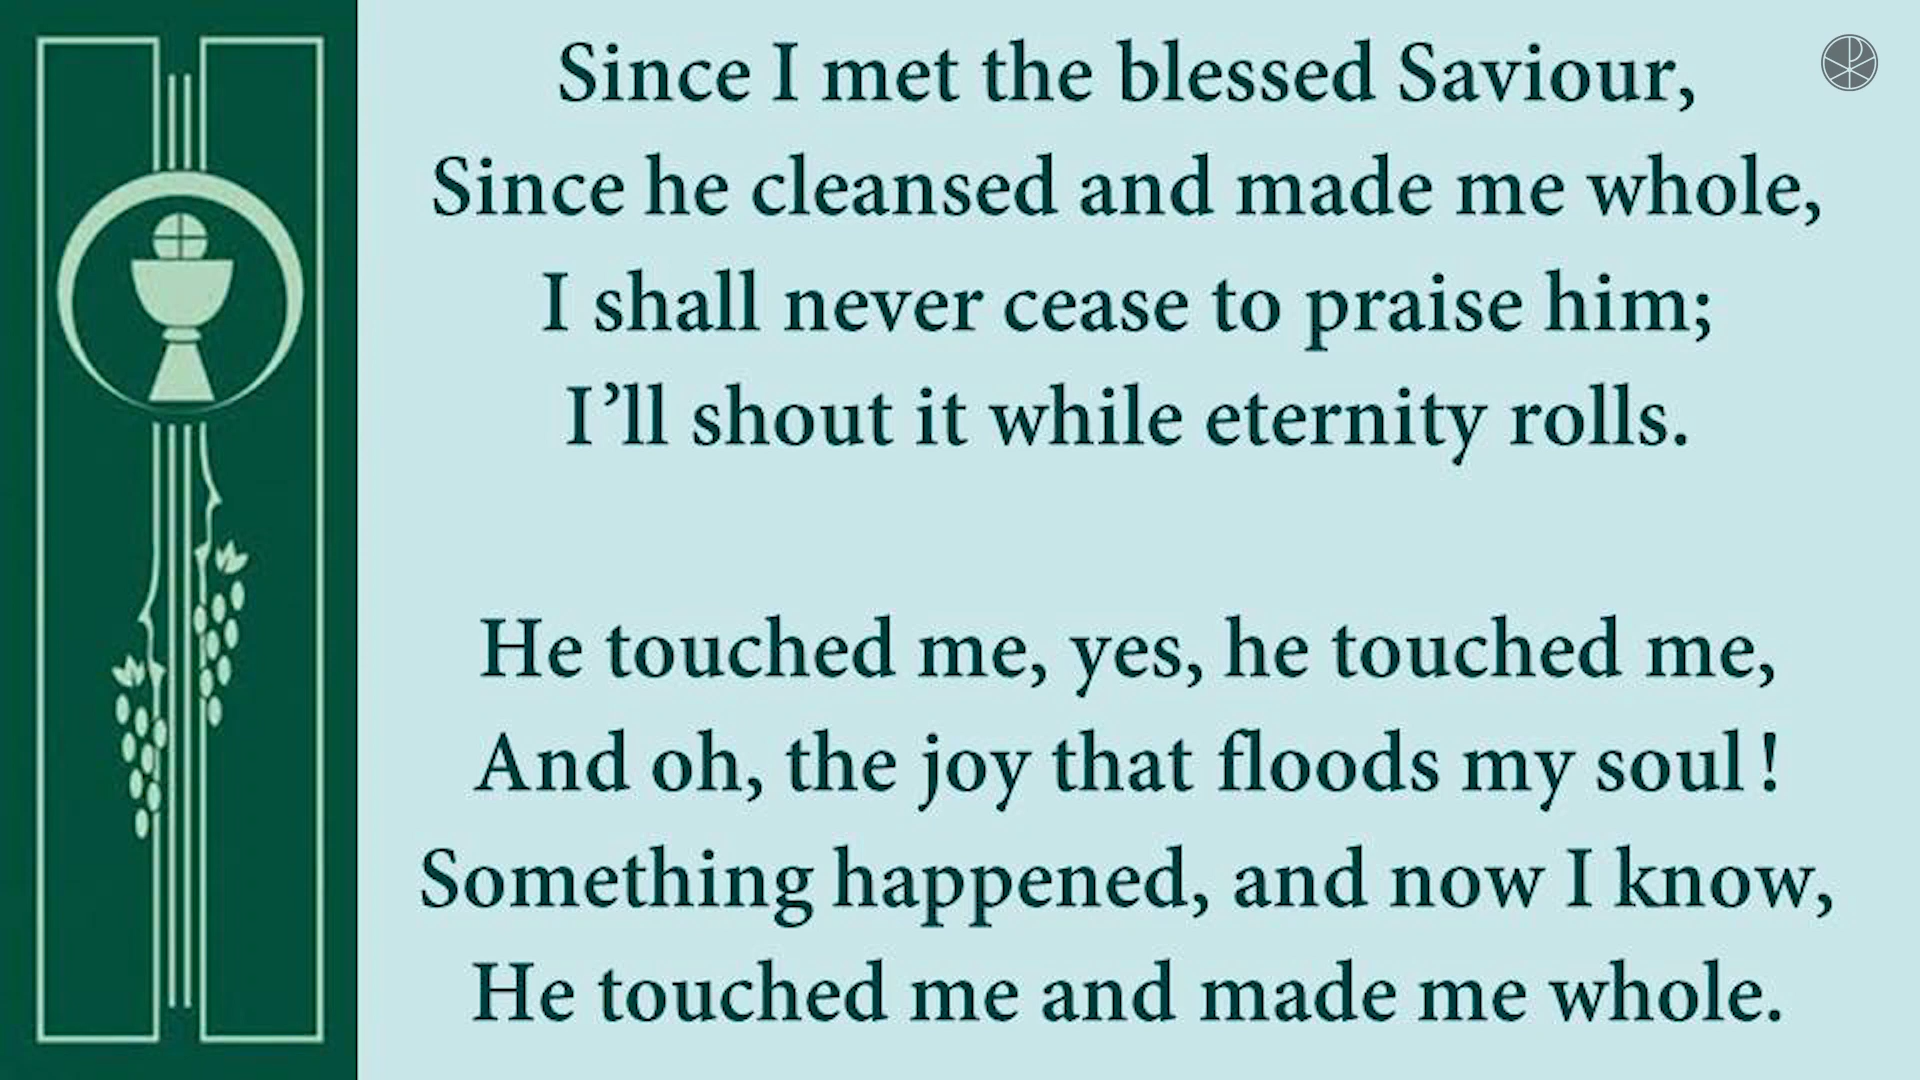 Since I met the blessed Saviour,
Since he cleansed and made me whole,
I shall never cease to praise him;
I’ll shout it while eternity rolls.
He touched me, yes, he touched me,
And oh, the joy that floods my soul!
Something happened, and now I know,
He touched me and made me whole.